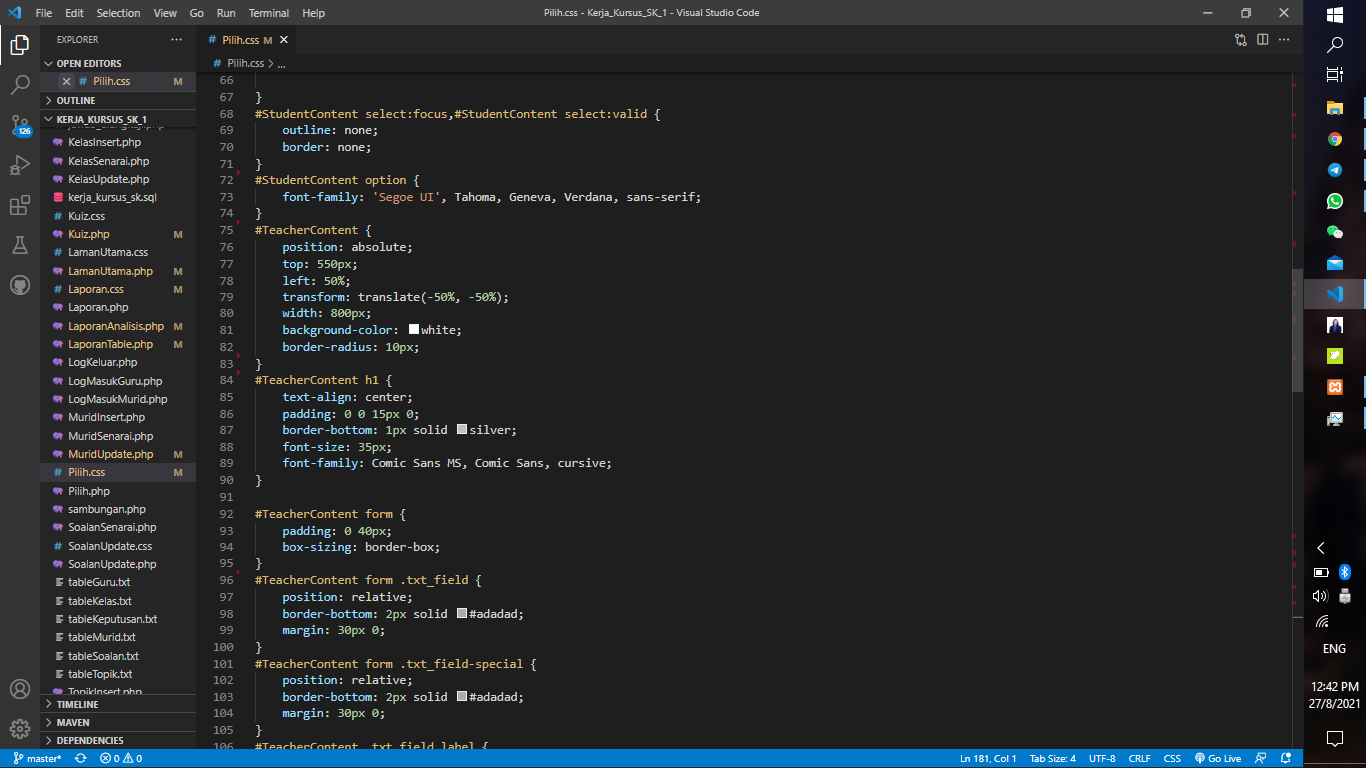 File Edit Selection View Go Run Terminal Help
Pilih.css - Kerja_Kursus_SK_1 - Visual Studio Code
EXPLORER
OPEN EDITORS
Pilih.css M
OUTLINE
KERJA_KURSUS_SK_1
KelasInsert.php
KelasSenarai.php
KelasUpdate.php
kerja_kursus_sk.sql
Kuiz.css
Kuiz.php M
LamanUtama.css
LamanUtama.php M
Laporan.css M
Laporan.php
LaporanAnalisis.php M
LaporanTable.php M
LogKeluar.php
LogMasukGuru.php
LogMasukMurid.php
MuridInsert.php
MuridSenarai.php
MuridUpdate.php M
Pilih.css M
Pilih.php
sambungan.php
SoalanSenarai.php
SoalanUpdate.css
SoalanUpdate.php
tableGuru.txt
tableKelas.txt
tableKeputusan.txt
tableMurid.txt
tableSoalan.txt
tableTopik.txt
TopikInsert.php
TIMELINE
MAVEN
DEPENDENCIES
126
# Pilih.css M
# Pilih.css > ...
66
67 }
68 #StudentContent select:focus,#StudentContent select:valid {
69 outline: none;
70 border: none;
71 }
72 #StudentContent option {
73 font-family: 'Segoe UI', Tahoma, Geneva, Verdana, sans-serif;
74 }
75 #TeacherContent {
76 position: absolute;
77 top: 550px;
78 left: 50%;
79 transform: translate(-50%, -50%);
80 width: 800px;
81 background-color: white;
82 border-radius: 10px;
83 }
84 #TeacherContent h1 {
85 text-align: center;
86 padding: 0 0 15px 0;
87 border-bottom: 1px solid silver;
88 font-size: 35px;
89 font-family: Comic Sans MS, Comic Sans, cursive;
90 }
91
92 #TeacherContent form {
93 padding: 0 40px;
94 box-sizing: border-box;
95 }
96 #TeacherContent form .txt_field {
97 position: relative;
98 border-bottom: 2px solid #adadad;
99 margin: 30px 0;
100 }
101 #TeacherContent form .txt_field-special {
102 position: relative;
103 border-bottom: 2px solid #adadad;
104 margin: 30px 0;
105 }
106 #TeacherContent .txt_field label {
master* 0 0
Ln 181, Col 1 Tab Size: 4 UTF-8 CRLF CSS Go Live
ENG
12:42 PM
27/8/2021